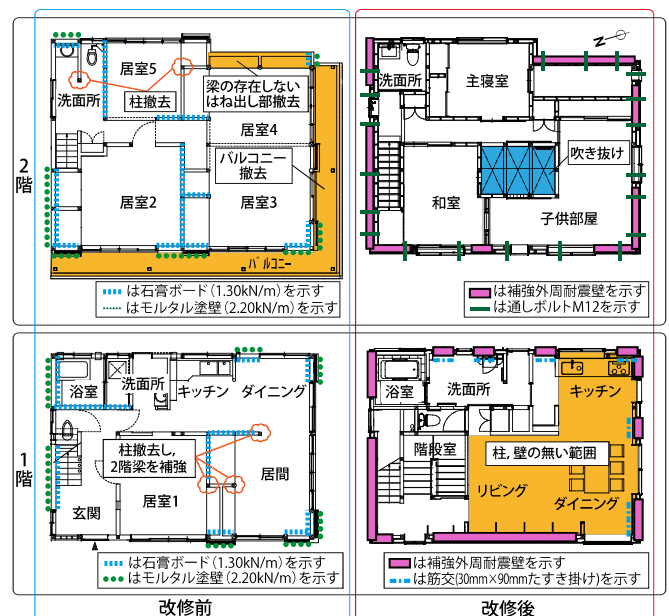 2階
居室5
柱撤去
洗面所
梁の存在しない
はね出し部撤去
居室4
バルコニー
撤去
居室2
居室3
バルコニー
は石膏ボード(1.30kN/m)を示す
はモルタル塗壁(2.20kN/m)を示す
N
洗面所
主寝室
吹き抜け
和室
子供部屋
は補強外周耐震壁を示す
は通しボルトM12を示す
1階
浴室
洗面所
キッチン
ダイニング
柱撤去し,
2階梁を補強
居間
玄関
居室1
は石膏ボード(1.30kN/m)を示す
はモルタル塗壁(2.20kN/m)を示す
浴室
洗面所
キッチン
階段室
柱,壁の無い範囲
リビング
ダイニング
は補強外周耐震壁を示す
は筋交(30mm×90mmたすき掛け)を示す
改修前
改修後